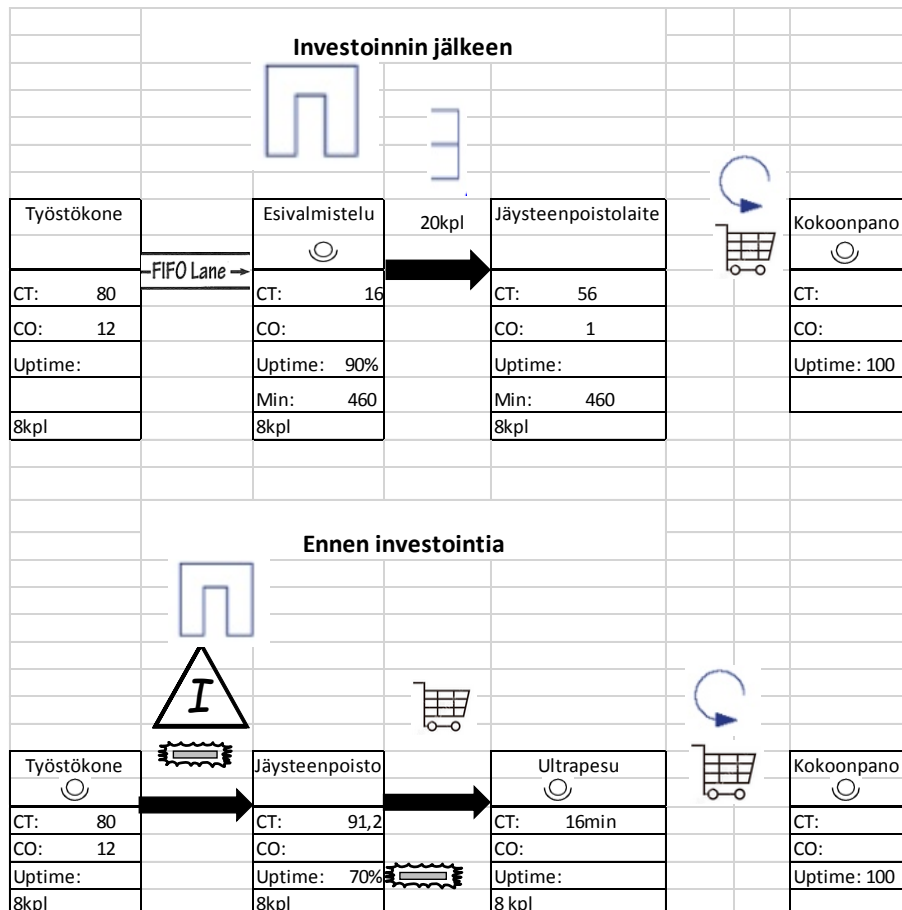 Investoinnin jälkeen
Työstökone Esivalmistelu 20kpl Jäysteenpoistolaite Kokoonpano
FIFO Lane
CT: 80 CT: 16 CT: 56 CT:
CO: 12 CO: CO: 1 CO:
Uptime: Uptime: 90% Uptime: Uptime: 100
Min: 460 Min: 460
8kpl 8kpl 8kpl
Ennen investointia
I
Työstökone Jäysteenpoisto Ultrapesu Kokoonpano
CT: 80 CT: 91,2 CT: 16min CT:
CO: 12 CO: CO: CO:
Uptime: Uptime: 70% Uptime: Uptime: 100
8kpl 8kpl 8 kpl